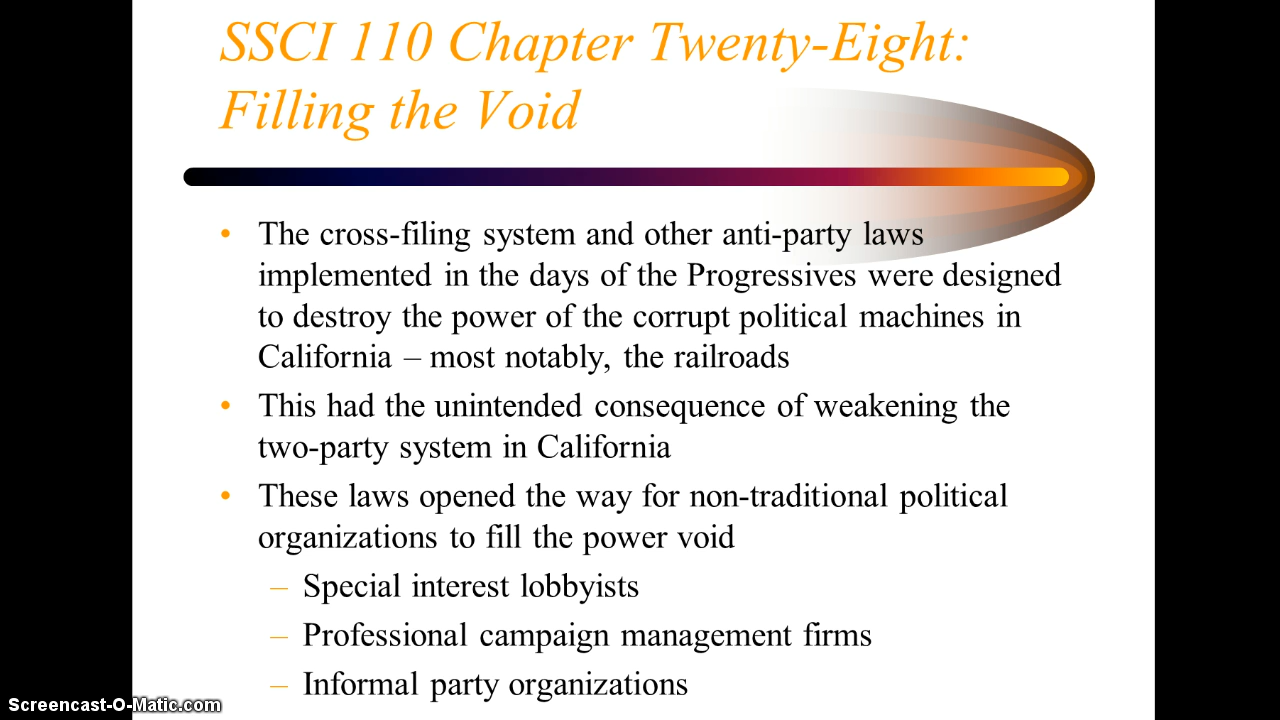 SSCI 110 Chapter Twenty-Eight:
Filling the Void
• The cross-filing system and other anti-party laws
implemented in the days of the Progressives were designed
to destroy the power of the corrupt political machines in
California – most notably, the railroads
• This had the unintended consequence of weakening the
two-party system in California
• These laws opened the way for non-traditional political
organizations to fill the power void
– Special interest lobbyists
– Professional campaign management firms
– Informal party organizations
Screencast-O-Matic.com